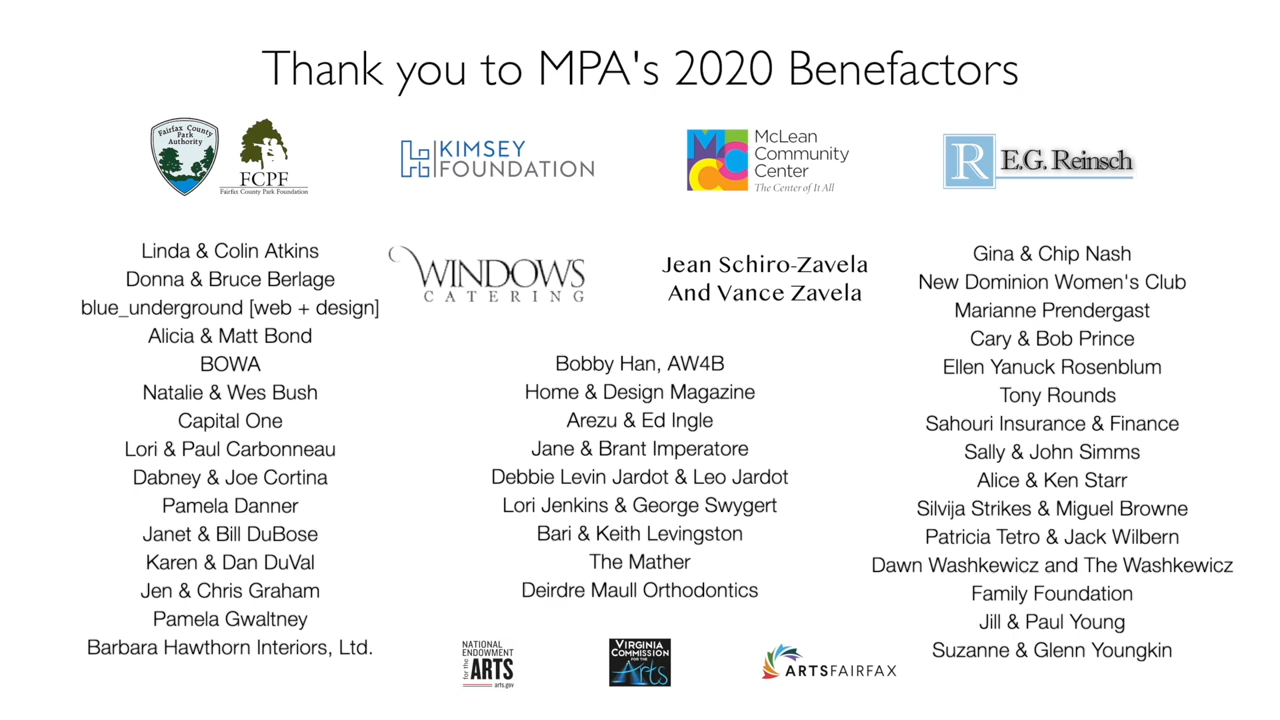 Thank you to MPA's 2020 Benefactors
Fairfax County
Park
Authority
FCPF
Fairfax County Park Foundation
KIMSEY
FOUNDATION
MCC
McLean
Community
Center
The Center of It All
R E.G. Reinsch
Linda & Colin Atkins
Donna & Bruce Berlage
blue_underground [web + design]
Alicia & Matt Bond
BOWA
Natalie & Wes Bush
Capital One
Lori & Paul Carbonneau
Dabney & Joe Cortina
Pamela Danner
Janet & Bill DuBose
Karen & Dan DuVal
Jen & Chris Graham
Pamela Gwaltney
Barbara Hawthorn Interiors, Ltd.
WINDOWS
CATERING
Jean Schiro-Zavela
And Vance Zavela
Bobby Han, AW4B
Home & Design Magazine
Arezu & Ed Ingle
Jane & Brant Imperatore
Debbie Levin Jardot & Leo Jardot
Lori Jenkins & George Swygert
Bari & Keith Levingston
The Mather
Deirdre Maull Orthodontics
Gina & Chip Nash
New Dominion Women's Club
Marianne Prendergast
Cary & Bob Prince
Ellen Yanuck Rosenblum
Tony Rounds
Sahouri Insurance & Finance
Sally & John Simms
Alice & Ken Starr
Silvija Strikes & Miguel Browne
Patricia Tetro & Jack Wilbern
Dawn Washkewicz and The Washkewicz
Family Foundation
Jill & Paul Young
Suzanne & Glenn Youngkin
NATIONAL
ENDOWMENT
for the
ARTS
arts.gov
VIRGINIA
COMMISSION
FOR THE
Arts
ARTSFAIRFAX